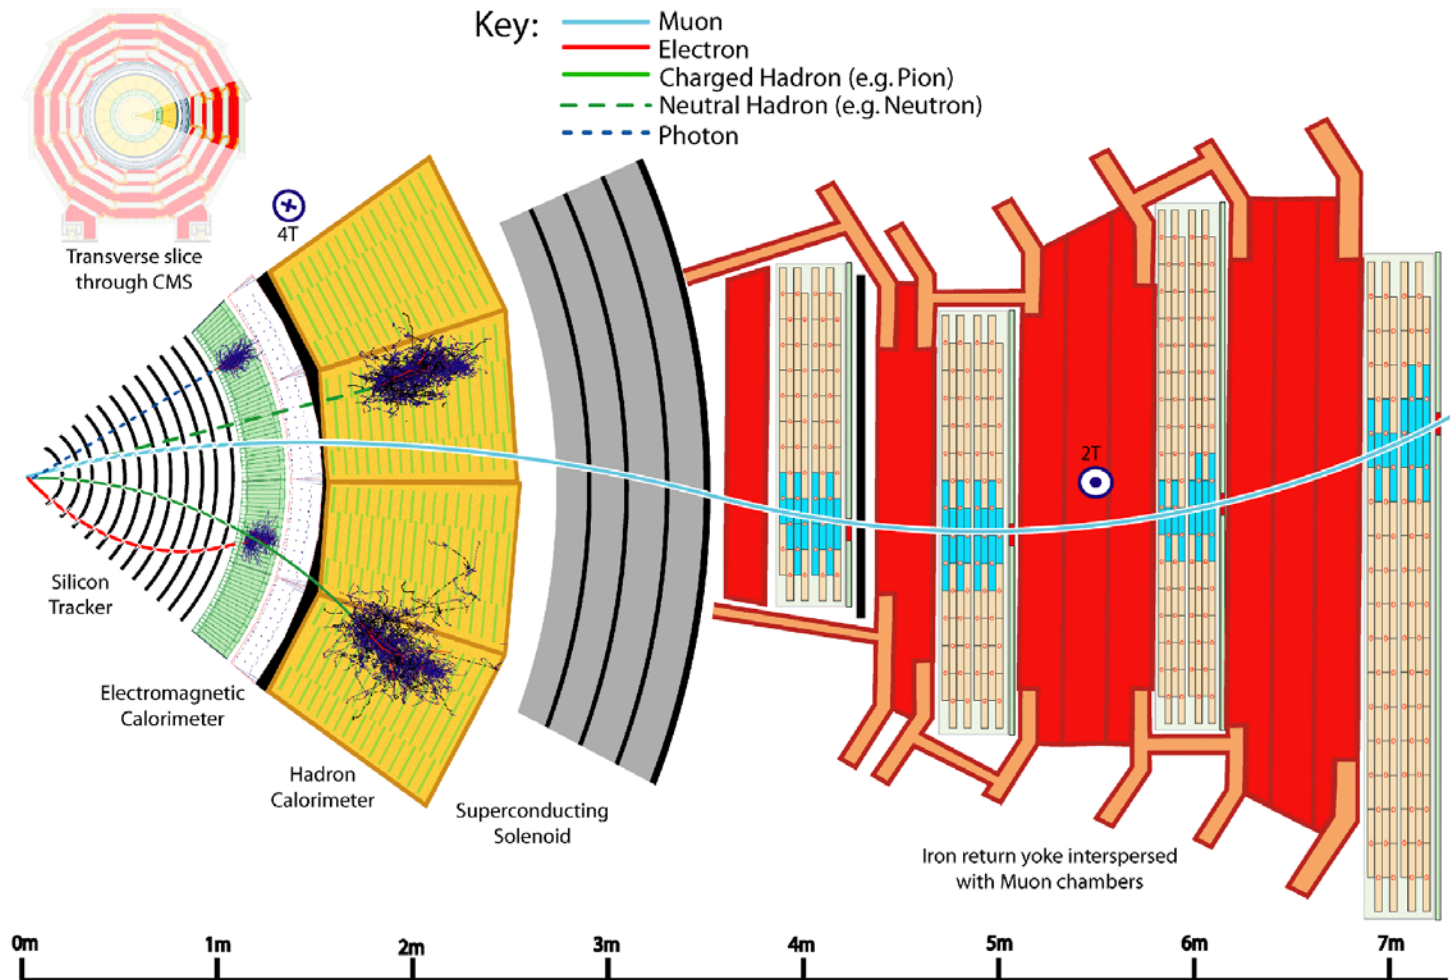 Key:
Muon
Electron
Charged Hadron (e.g. Pion)
Neutral Hadron (e.g. Neutron)
Photon
4T
Transverse slice
through CMS
2T
Silicon
Tracker
Electromagnetic
Calorimeter
Hadron
Calorimeter
Superconducting
Solenoid
Iron return yoke interspersed
with Muon chambers
0m 1m 2m 3m 4m 5m 6m 7m